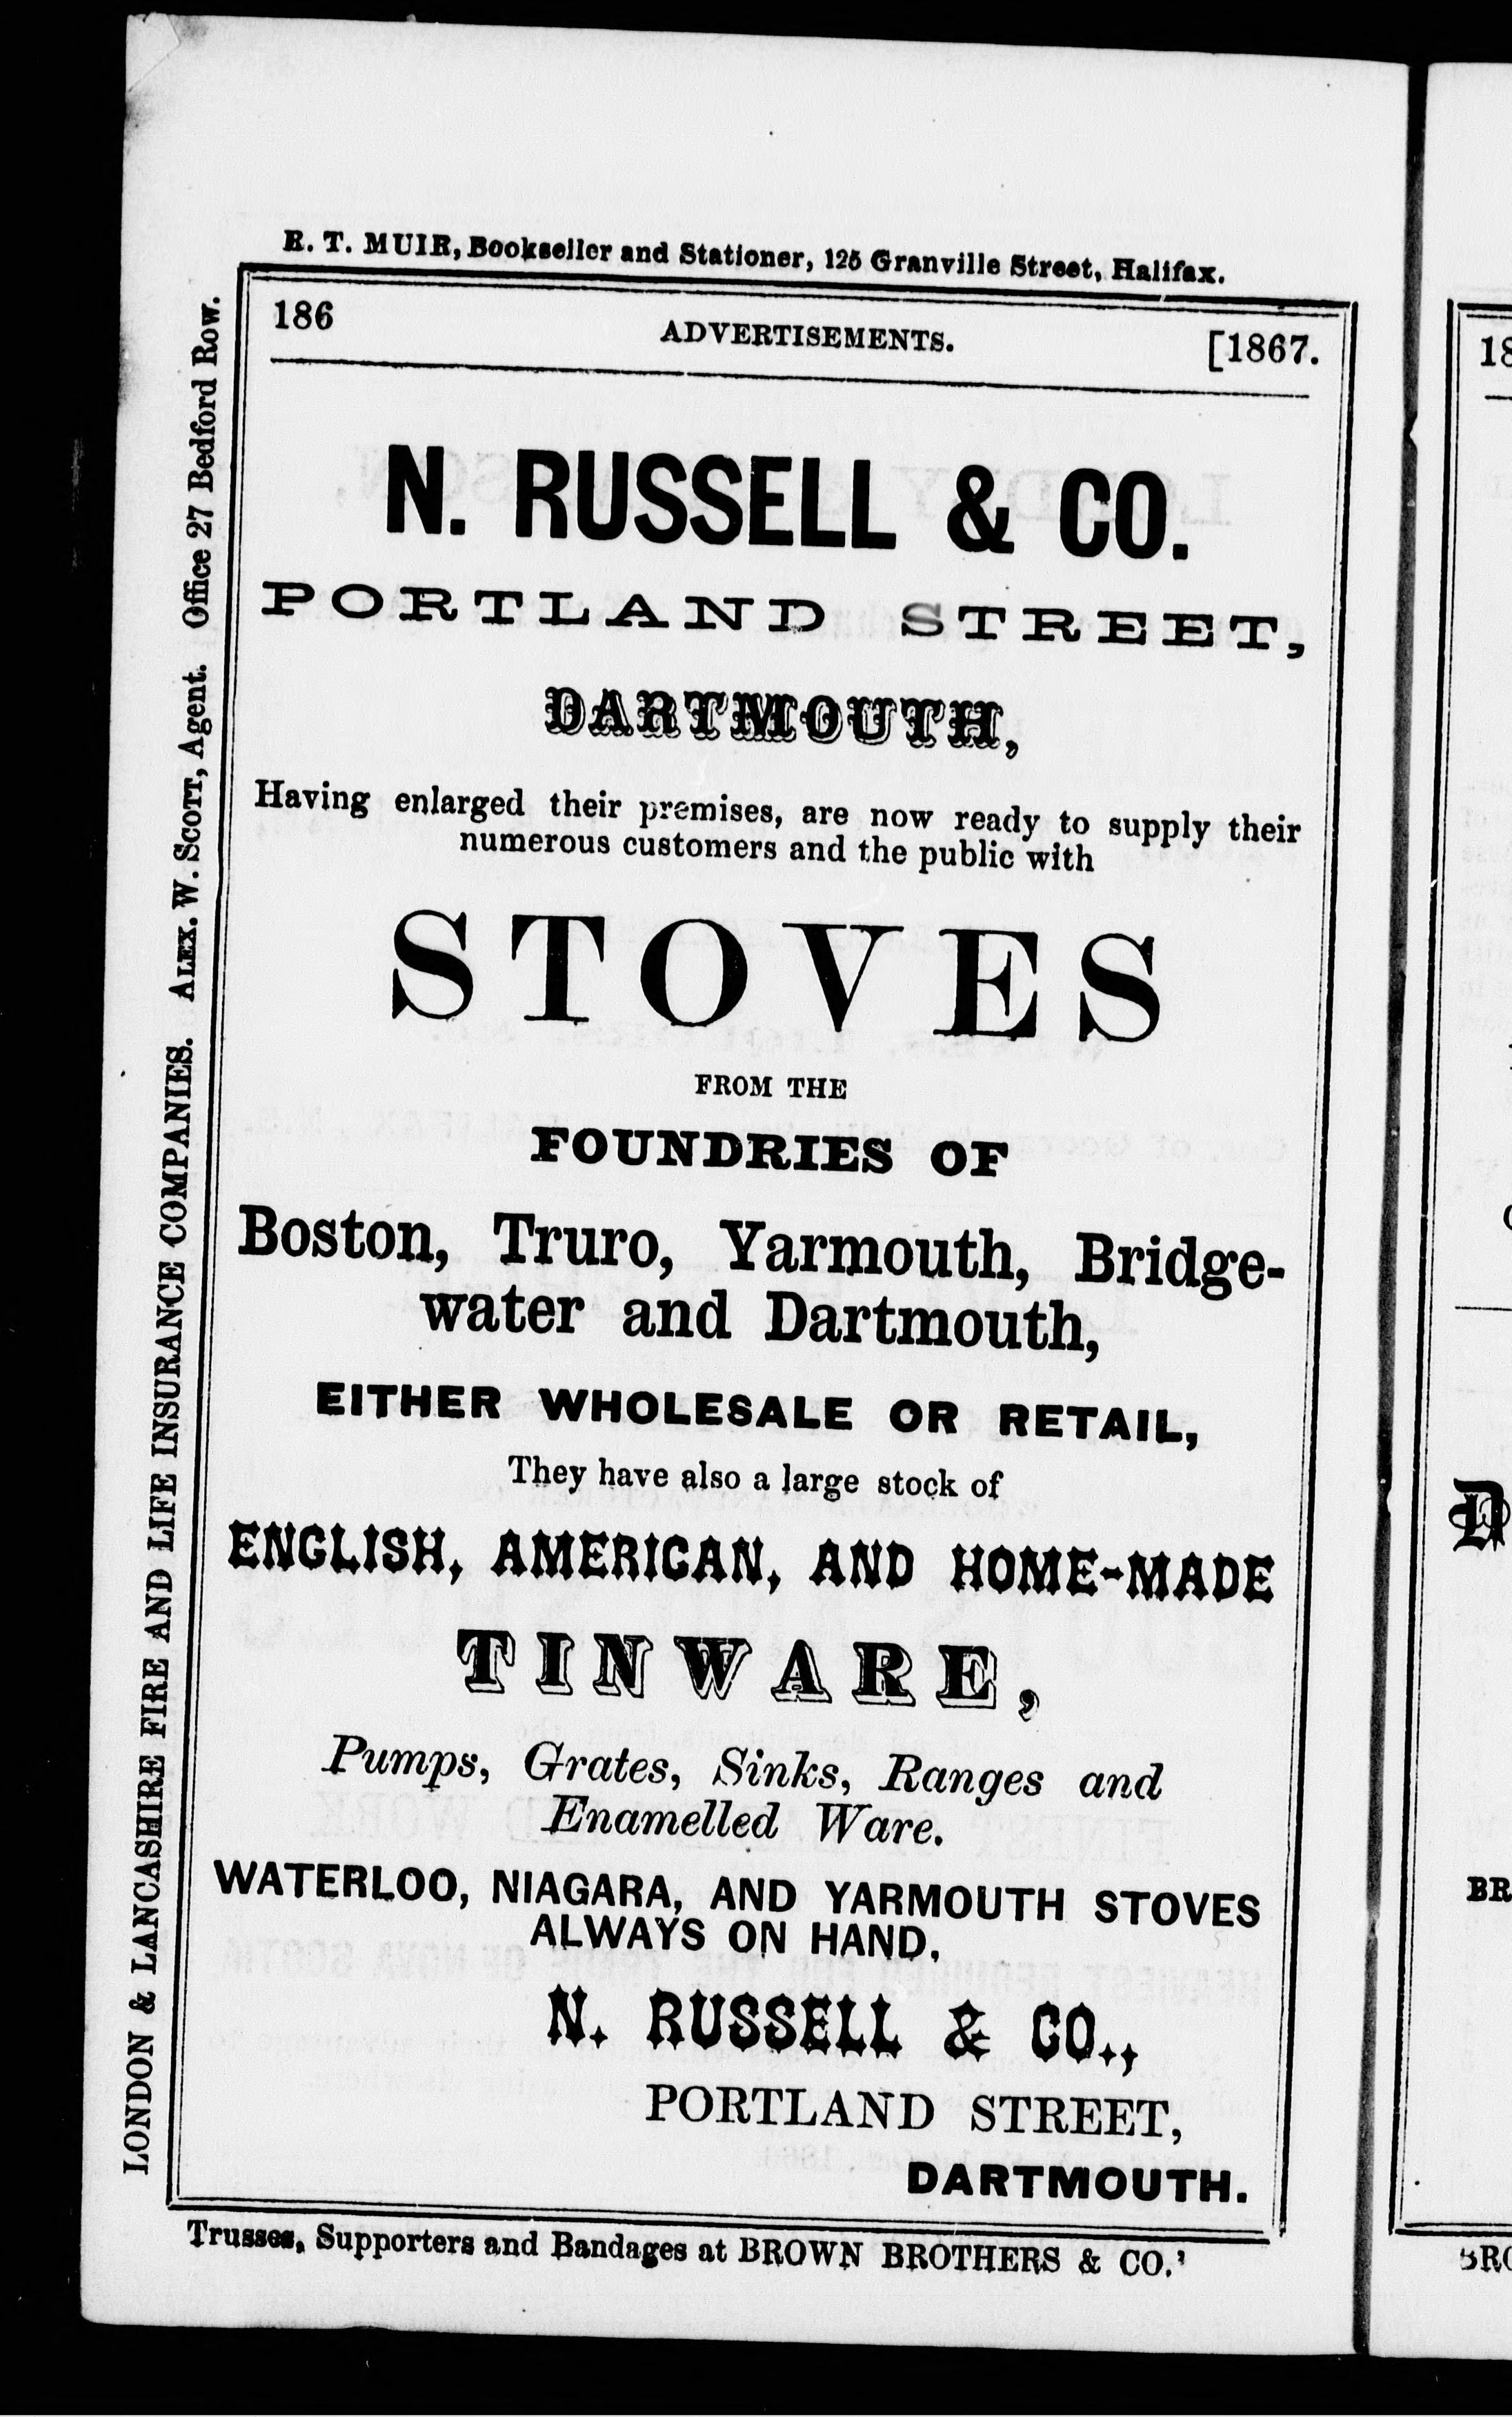 R. T. MUIR, Bookseller and Stationer, 125 Granville Street, Halifax.
186 ADVERTISEMENTS. [1867.
N. RUSSELL & CO.
PORTLAND STREET,
DARTMOUTH,
Having enlarged their premises, are now ready to supply their
numerous customers and the public with
STOVES
FROM THE
FOUNDRIES OF
Boston, Truro, Yarmouth, Bridge-
water and Dartmouth,
EITHER WHOLESALE OR RETAIL,
They have also a large stock of
ENGLISH, AMERICAN, AND HOME-MADE
TINWARE,
Pumps, Grates, Sinks, Ranges and
Enamelled Ware.
WATERLOO, NIAGARA, AND YARMOUTH STOVES
ALWAYS ON HAND.
N. RUSSELL & CO.,
PORTLAND STREET,
DARTMOUTH.
Trusses, Supporters and Bandages at BROWN BROTHERS & CO.'
LONDON & LANCASHIRE FIRE AND LIFE INSURANCE COMPANIES. ALEX. W. SCOTT, Agent. Office 27 Bedford Row.